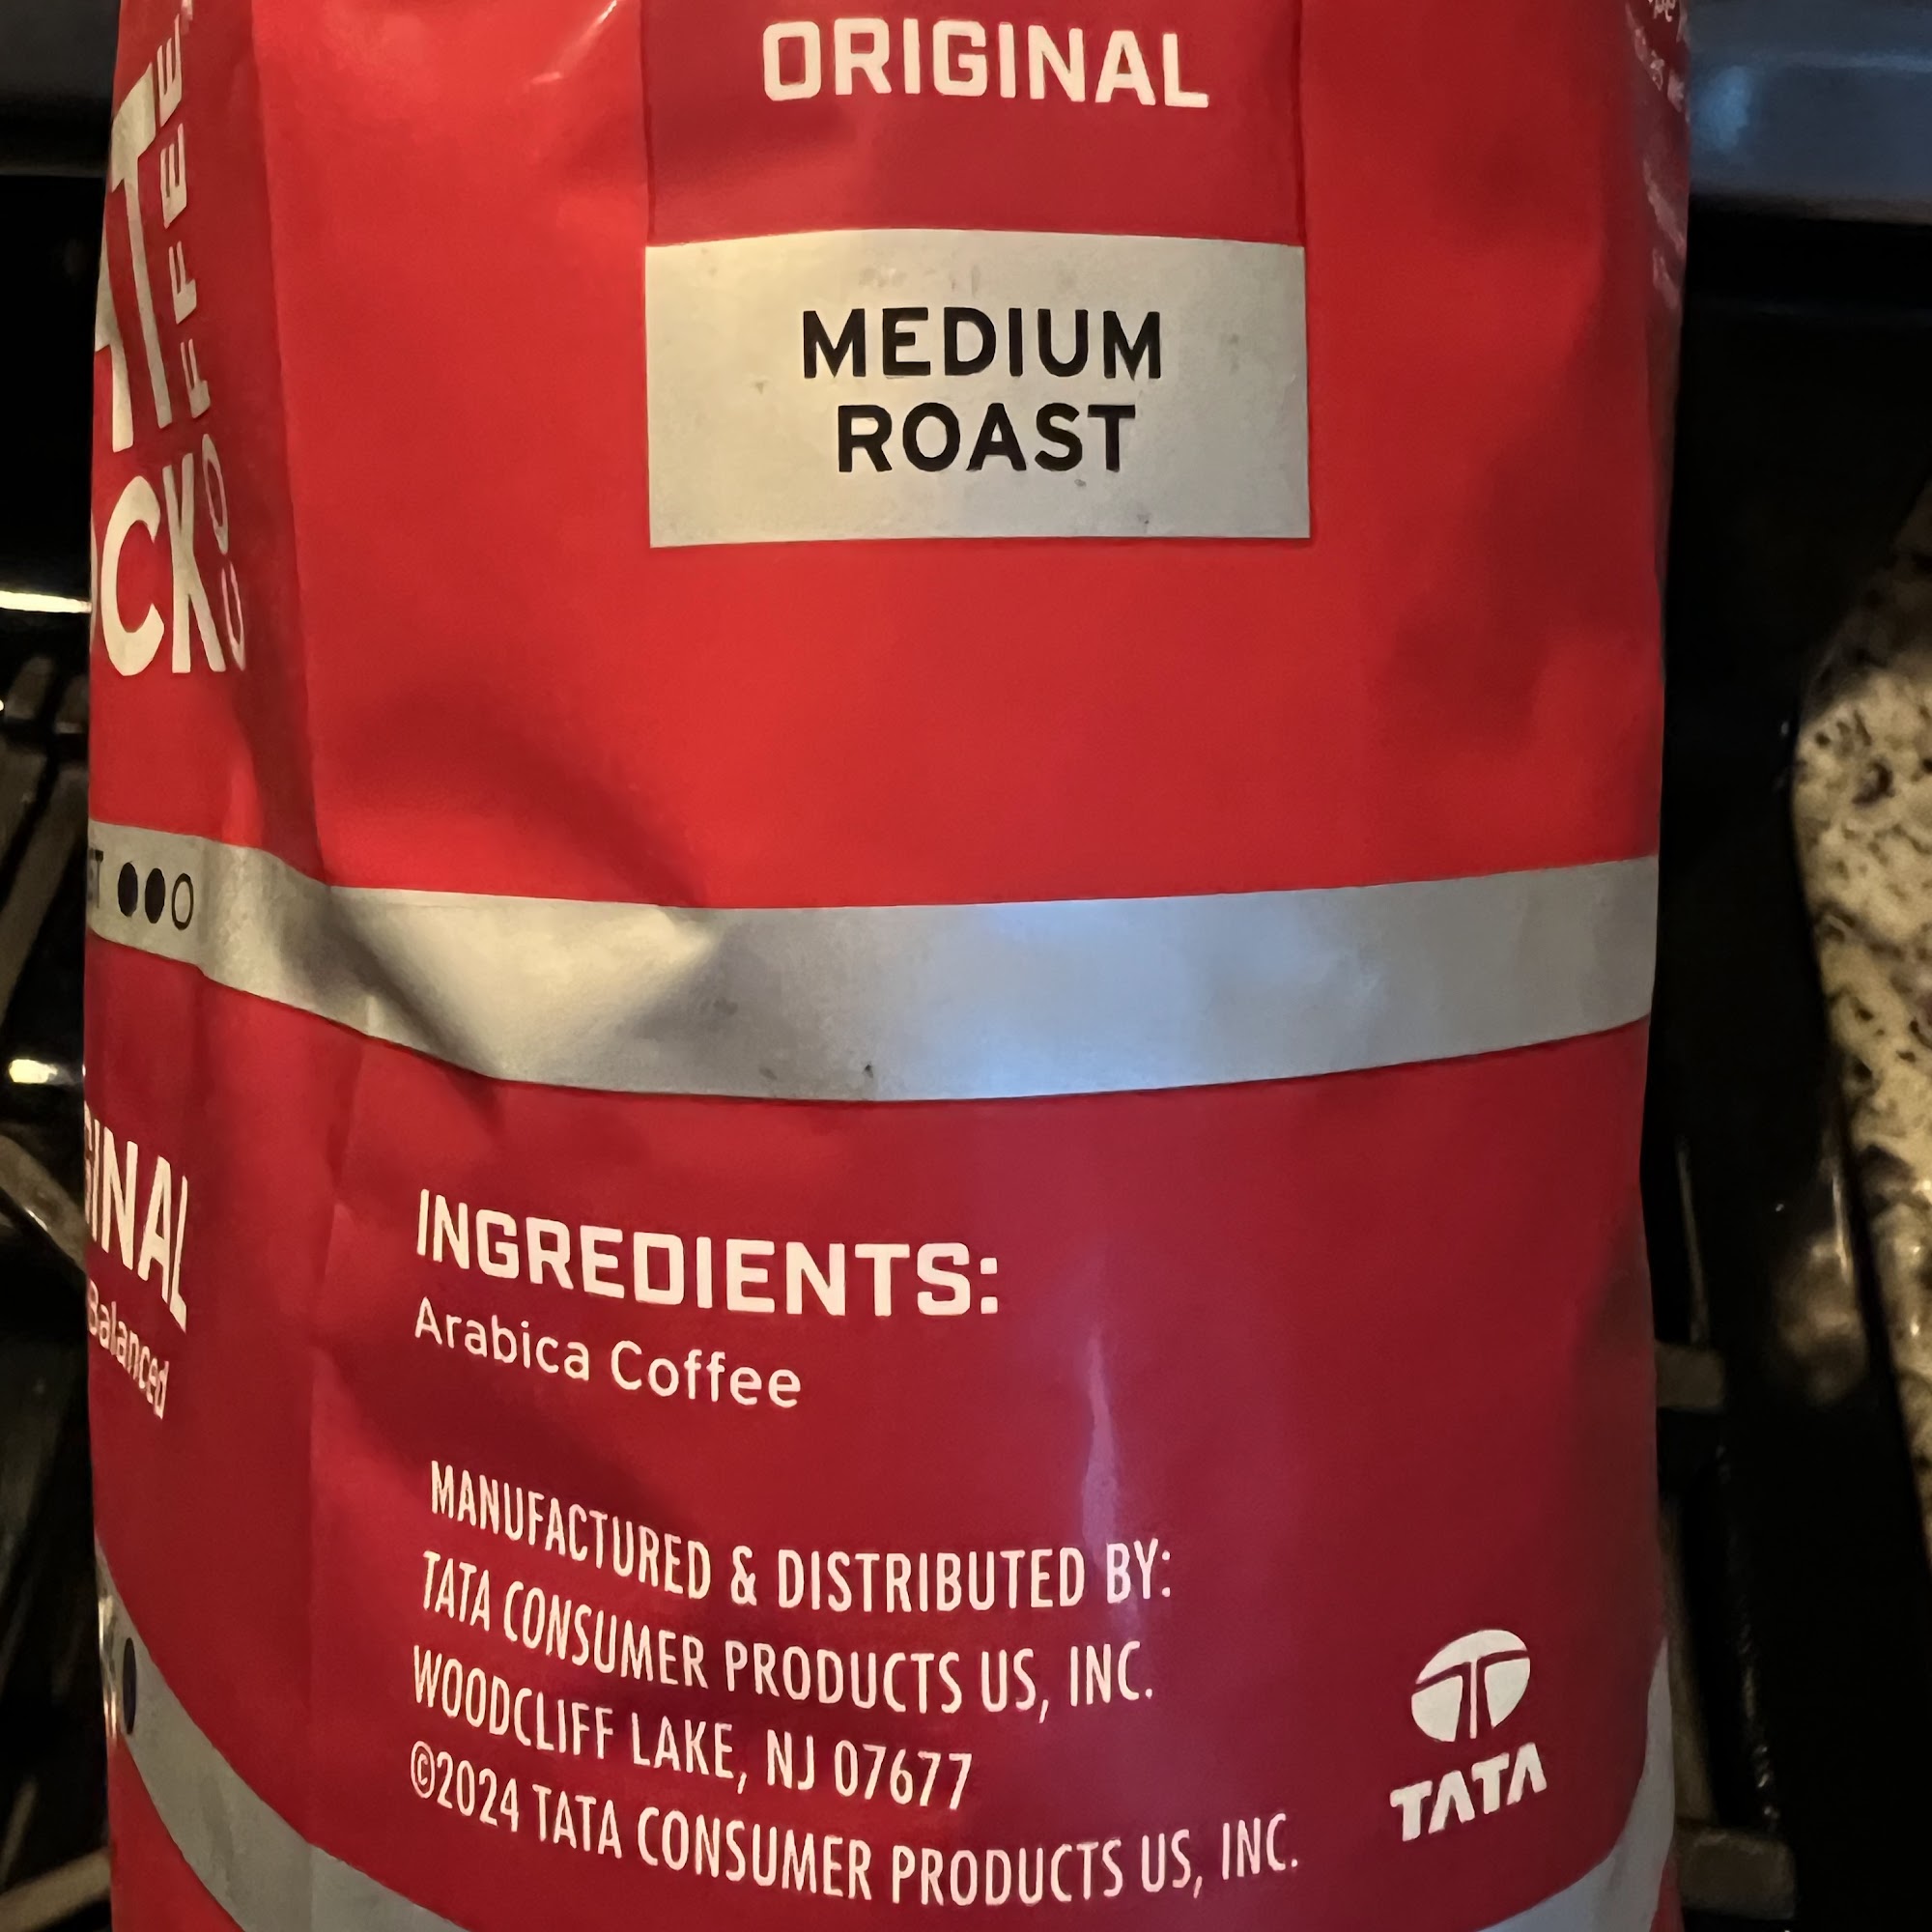 ORIGINAL
MEDIUM
ROAST
INGREDIENTS:
Arabica Coffee
MANUFACTURED & DISTRIBUTED BY:
TATA CONSUMER PRODUCTS US, INC.
WOODCLIFF LAKE, NJ 07677
©2024 TATA CONSUMER PRODUCTS US, INC.
TATA
Balanced